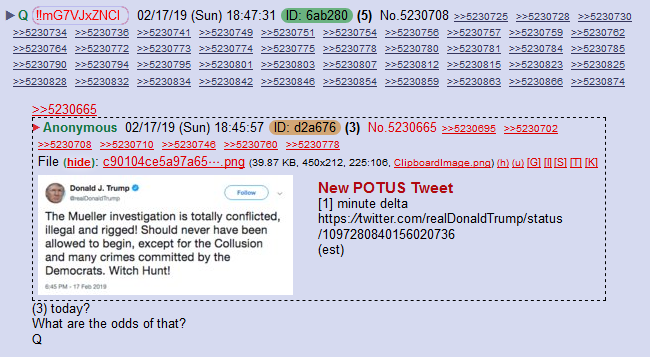 Q !!mG7VJxZNCI 02/17/19 (Sun) 18:47:31 ID: 6ab280 (5) No.5230708 >>5230725 >>5230728 >>5230730
>>5230734 >>5230736 >>5230741 >>5230749 >>5230751 >>5230754 >>5230756 >>5230757 >>5230759 >>5230762
>>5230764 >>5230772 >>5230773 >>5230774 >>5230777 >>5230778 >>5230780 >>5230781 >>5230784 >>5230785
>>5230790 >>5230794 >>5230795 >>5230801 >>5230803 >>5230807 >>5230812 >>5230815 >>5230823 >>5230825
>>5230828 >>5230832 >>5230834 >>5230842 >>5230846 >>5230854 >>5230859 >>5230863 >>5230866 >>5230874
>>5230665
Anonymous 02/17/19 (Sun) 18:45:57 ID: d2a676 (3) No.5230665 >>5230695 >>5230702
>>5230708 >>5230710 >>5230746 >>5230760 >>5230778
File (hide): c90104ce5a97a65⋯.png (39.87 KB, 450x212, 225:106, ClipboardImage.png) (h) (u) [G] [I] [S] [T] [K]
Donald J. Trump
@realDonaldTrump
Follow
The Mueller investigation is totally conflicted,
illegal and rigged! Should never have been
allowed to begin, except for the Collusion
and many crimes committed by the
Democrats. Witch Hunt!
6:45 PM - 17 Feb 2019
New POTUS Tweet
[1] minute delta
https://twitter.com/realDonaldTrump/status
/1097280840156020736
(est)
(3) today?
What are the odds of that?
Q